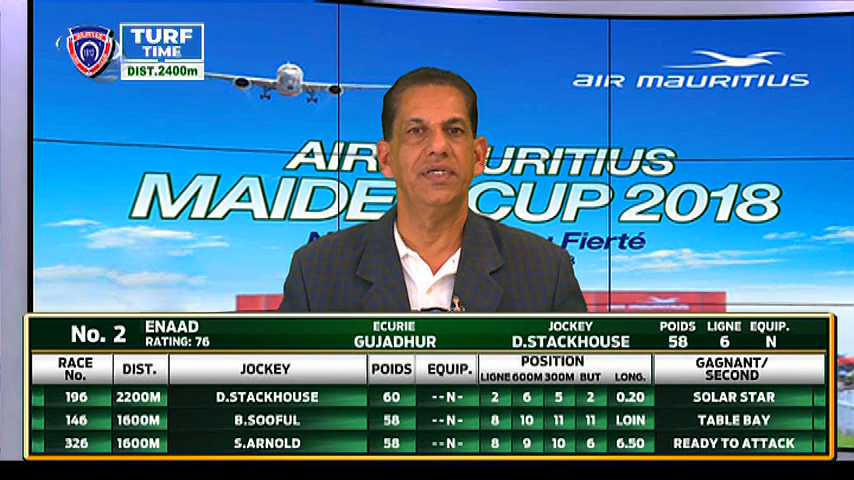 TURF
TIME
DIST.2400m
AIR MAURITIUS
MAIDE CUP 2018
Fierté
No. 2 ENAAD ECURIE JOCKEY POIDS LIGNE EQUIP.
RATING: 76 GUJADHUR D.STACKHOUSE 58 6 N
RACE No. DIST. JOCKEY POIDS EQUIP. POSITION GAGNANT/ SECOND
LIGNE 600M 300M BUT LONG.
196 2200M D.STACKHOUSE 60 --N- 2 6 5 2 0.20 SOLAR STAR
146 1600M B.SOOFUL 58 --N- 8 10 11 11 LOIN TABLE BAY
326 1600M S.ARNOLD 58 --N- 8 9 10 6 6.50 READY TO ATTACK